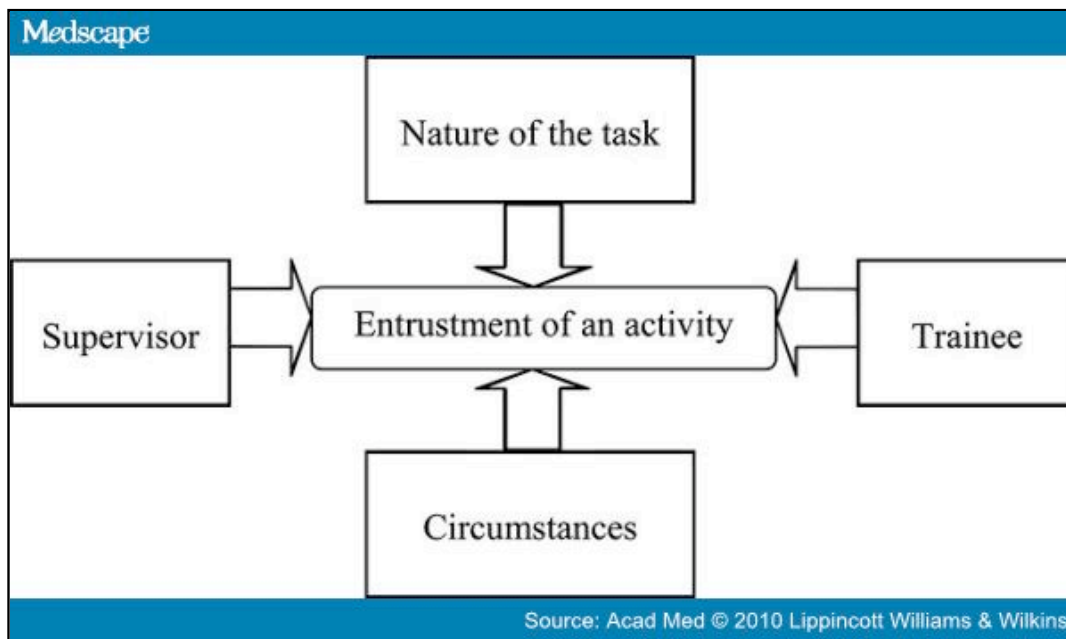 Medscape
Nature of the task
Supervisor
Entrustment of an activity
Trainee
Circumstances
Source: Acad Med © 2010 Lippincott Williams & Wilkins